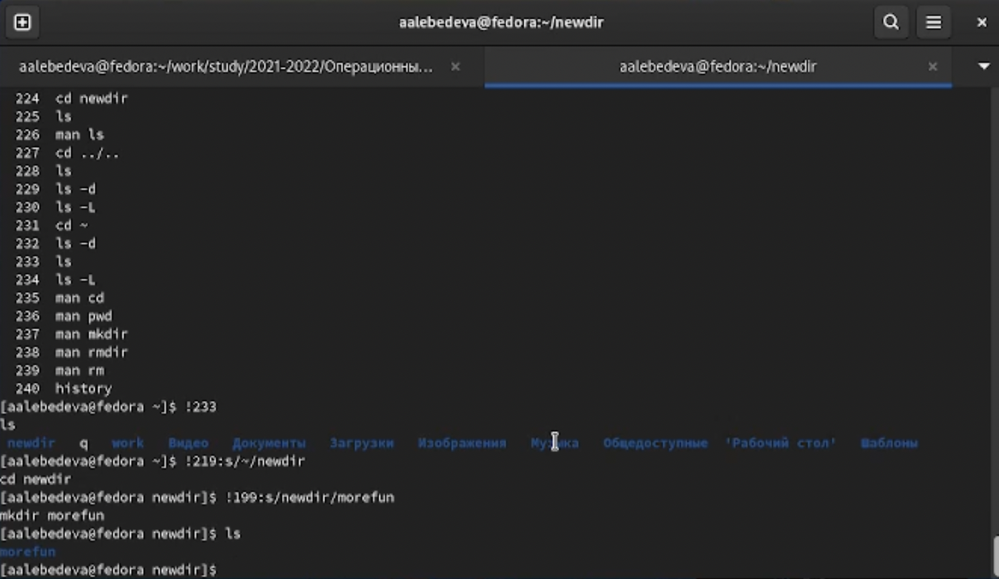 aalebedeva@fedora:~/newdir
aalebedeva@fedora:~/work/study/2021-2022/Операционны... aalebedeva@fedora:~/newdir
224 cd newdir
225 ls
226 man ls
227 cd ../..
228 ls
229 ls -d
230 ls -L
231 cd ~
232 ls -d
233 ls
234 ls -L
235 man cd
236 man pwd
237 man mkdir
238 man rmdir
239 man rm
240 history
[aalebedeva@fedora ~]$ !233
ls
newdir q work Видео Документы Загрузки Изображения Музыка Общедоступные 'Рабочий стол' Шаблоны
[aalebedeva@fedora ~]$ !219:s/~/newdir
cd newdir
[aalebedeva@fedora newdir]$ !199:s/newdir/morefun
mkdir morefun
[aalebedeva@fedora newdir]$ ls
morefun
[aalebedeva@fedora newdir]$